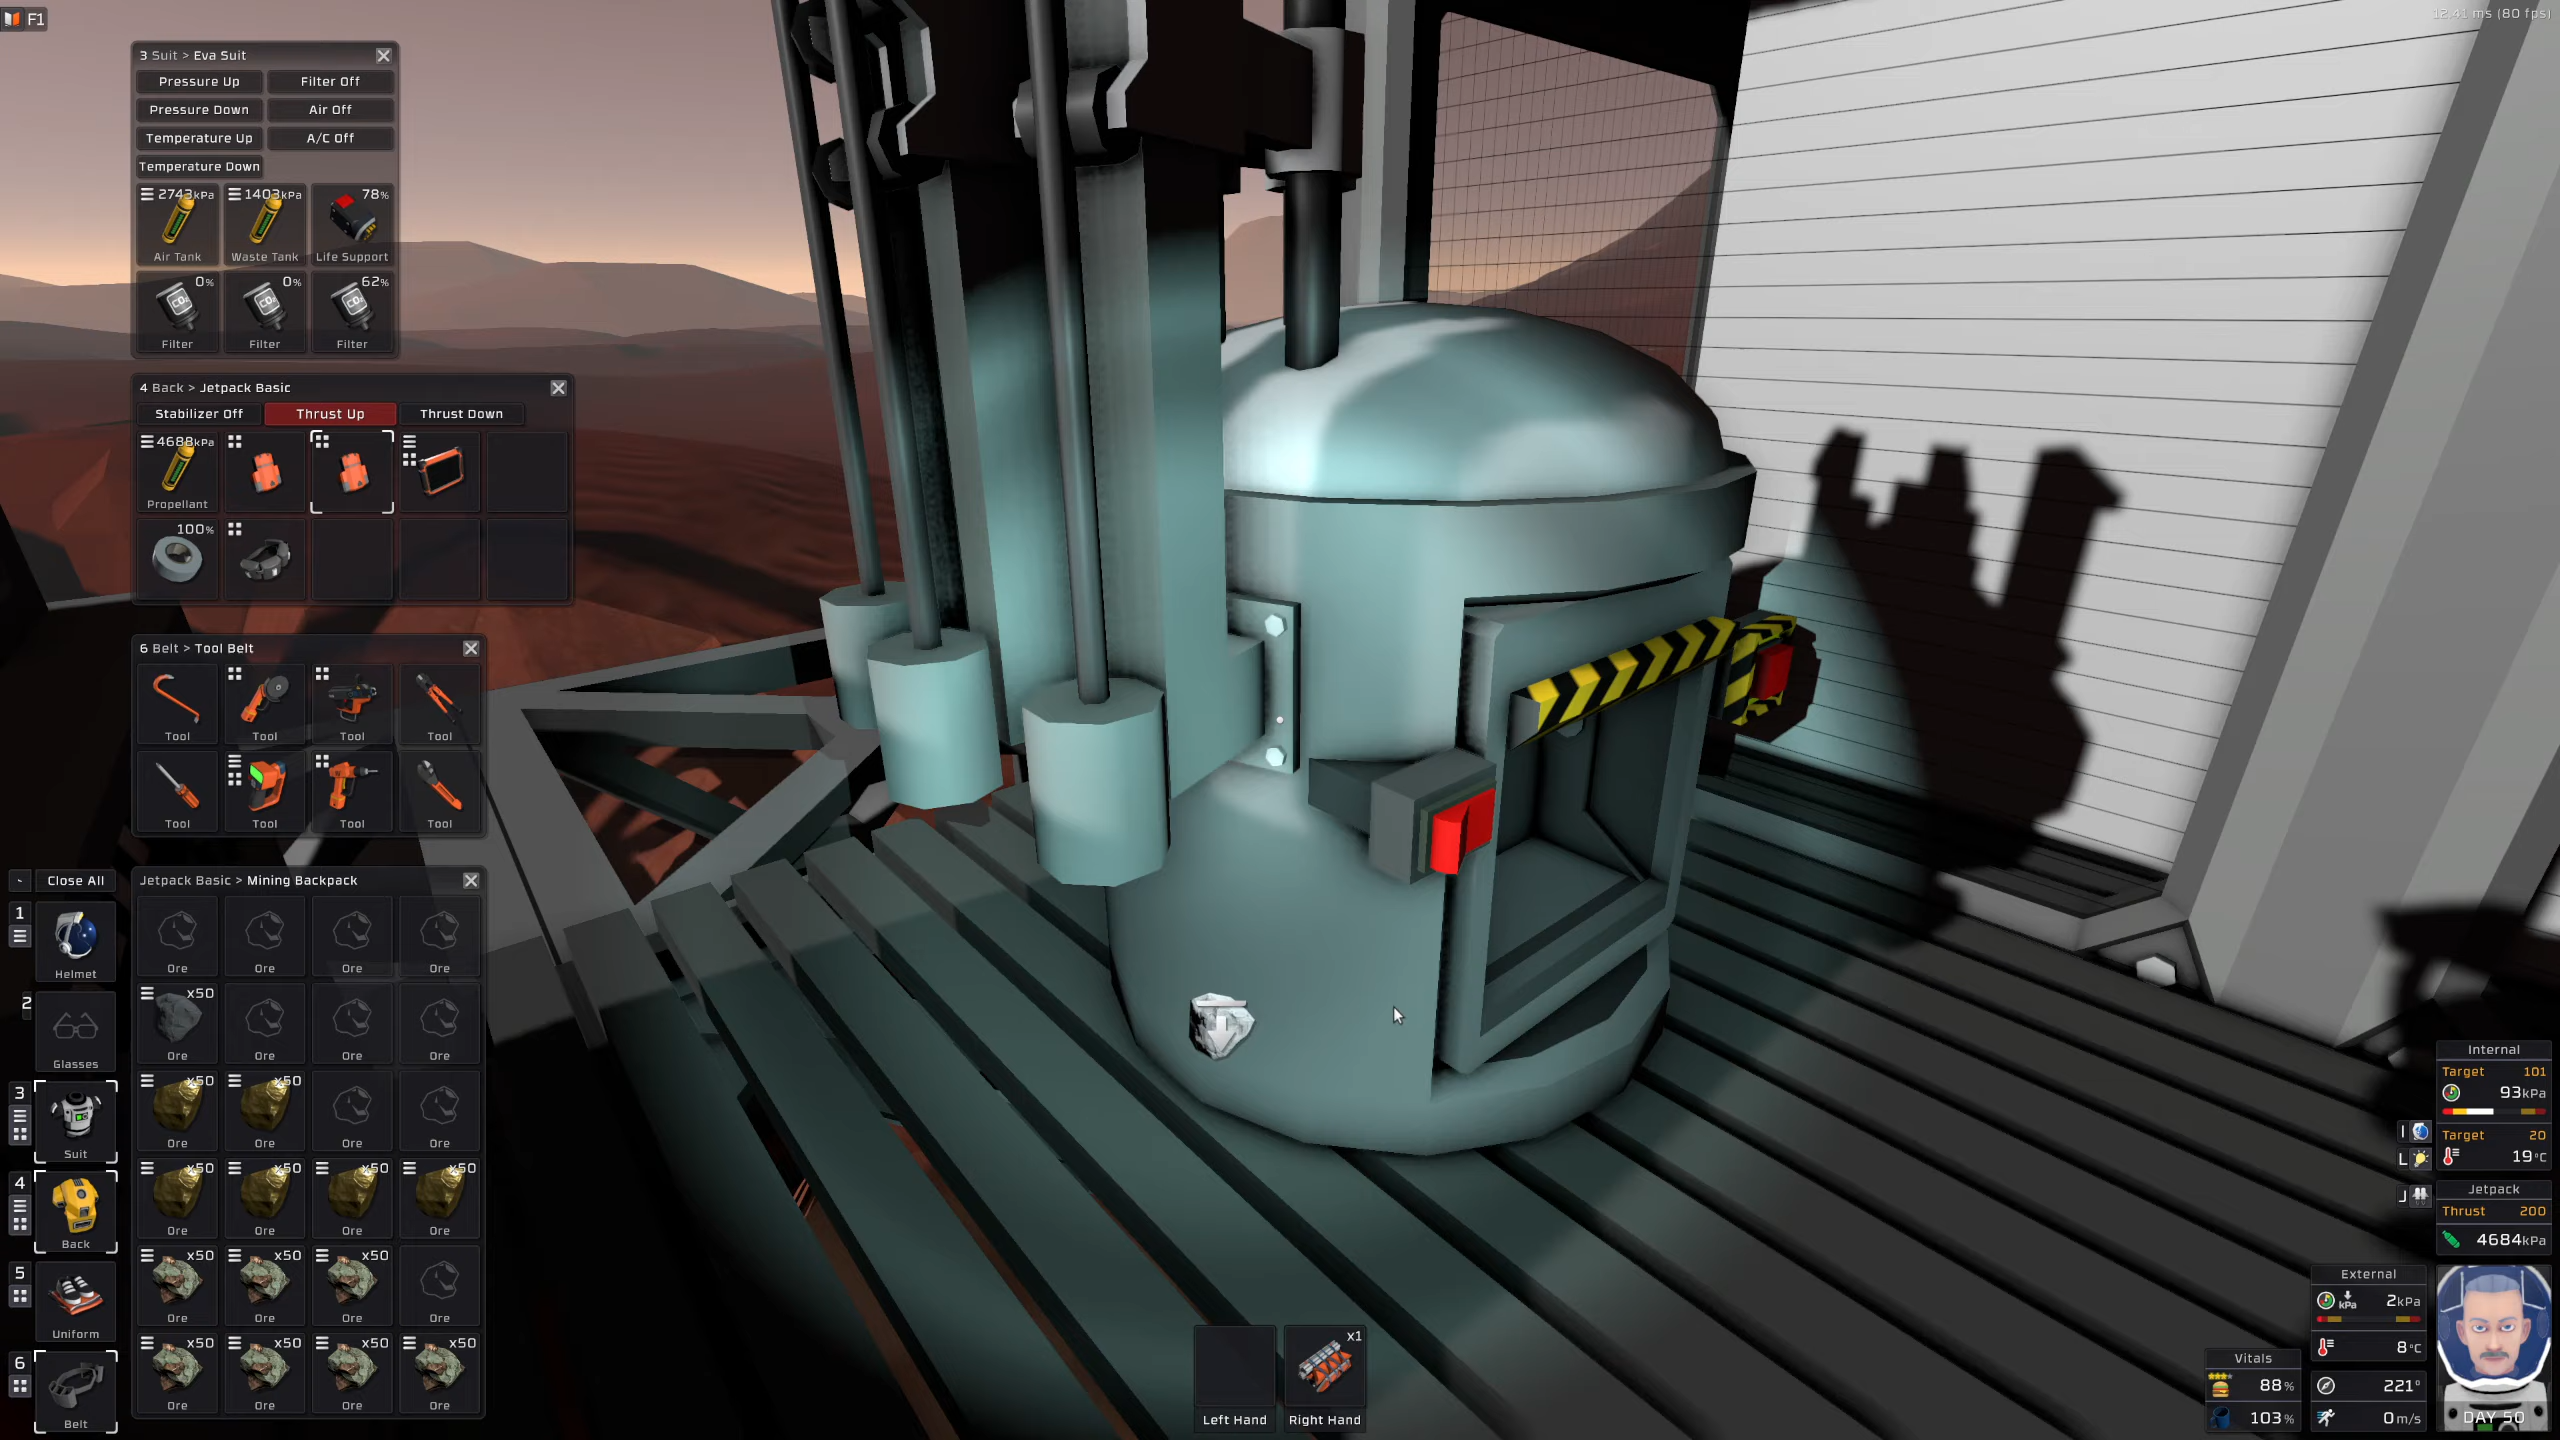 F1
12.41 ms (80 fps)
3 Suit > Eva Suit
Pressure Up
Filter Off
Pressure Down
Air Off
Temperature Up
A/C Off
Temperature Down
2743kPa
1403kPa
78%
Air Tank
Waste Tank
Life Support
0%
0%
62%
Filter
Filter
Filter
4 Back > Jetpack Basic
Stabilizer Off
Thrust Up
Thrust Down
4688kPa
Propellant
100%
6 Belt > Tool Belt
Tool
Tool
Tool
Tool
Tool
Tool
Tool
Tool
Jetpack Basic > Mining Backpack
Ore
Ore
Ore
Ore
x50
Ore
Ore
Ore
Ore
x50
x50
Ore
Ore
Ore
Ore
x50
x50
x50
x50
Ore
Ore
Ore
Ore
x50
x50
x50
Ore
Ore
Ore
Ore
x50
x50
x50
x50
Ore
Ore
Ore
Ore
~
Close All
1
Helmet
2
Glasses
3
Suit
4
Back
5
Uniform
6
Belt
x1
Left Hand
Right Hand
Internal
Target 101
93kPa
Target 20
19°C
I
L
J
Jetpack
Thrust 200
4684kPa
External
kPa
2kPa
8°C
Vitals
88%
103%
221°
0m/s
DAY 50